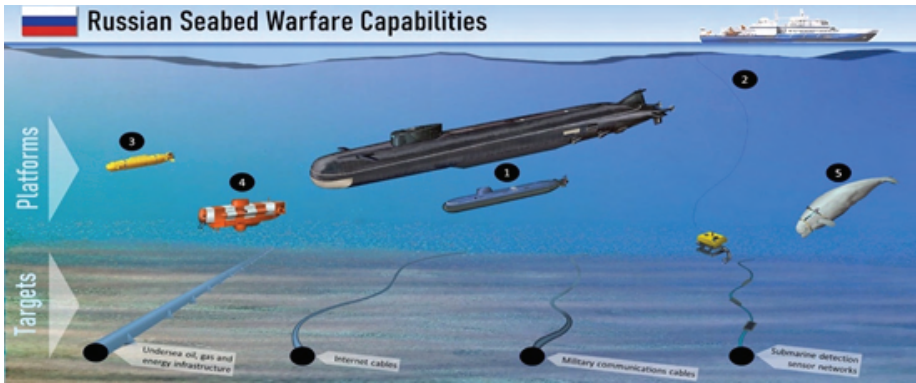 Russian Seabed Warfare Capabilities
Platforms
2
3
1
4
5
Targets
Undersea oil, gas and
energy infrastructure
Internet cables
Military communications cables
Submarine detection
sensor networks